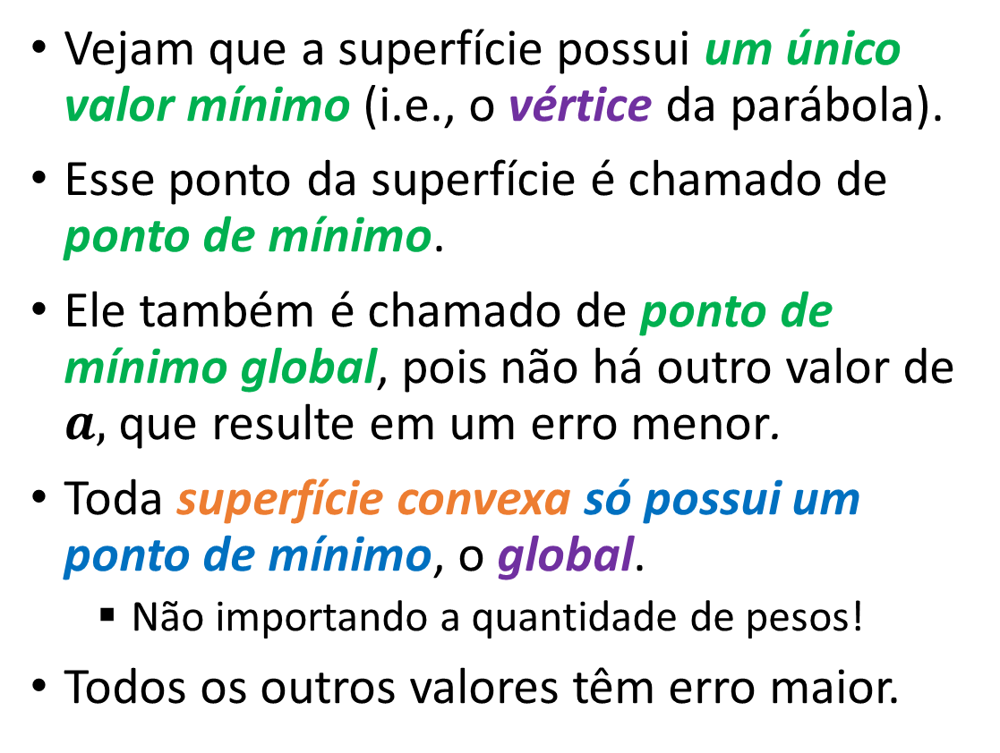 • Vejam que a superfície possui um único
valor mínimo (i.e., o vértice da parábola).
• Esse ponto da superfície é chamado de
ponto de mínimo.
• Ele também é chamado de ponto de
mínimo global, pois não há outro valor de
a, que resulte em um erro menor.
• Toda superfície convexa só possui um
ponto de mínimo, o global.
▪ Não importando a quantidade de pesos!
• Todos os outros valores têm erro maior.